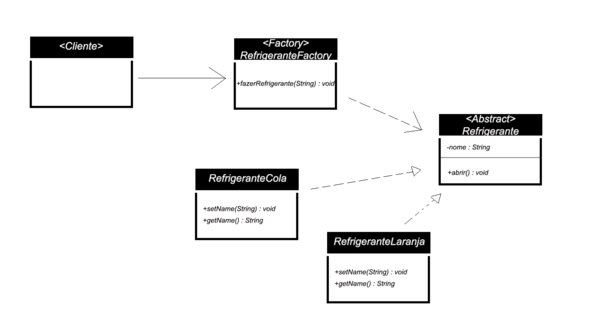 <Cliente>
<Factory>
RefrigeranteFactory
+fazerRefrigerante(String) : void
<Abstract>
Refrigerante
-nome : String
+abrir() : void
RefrigeranteCola
+setName(String) : void
+getName() : String
RefrigeranteLaranja
+setName(String) : void
+getName() : String